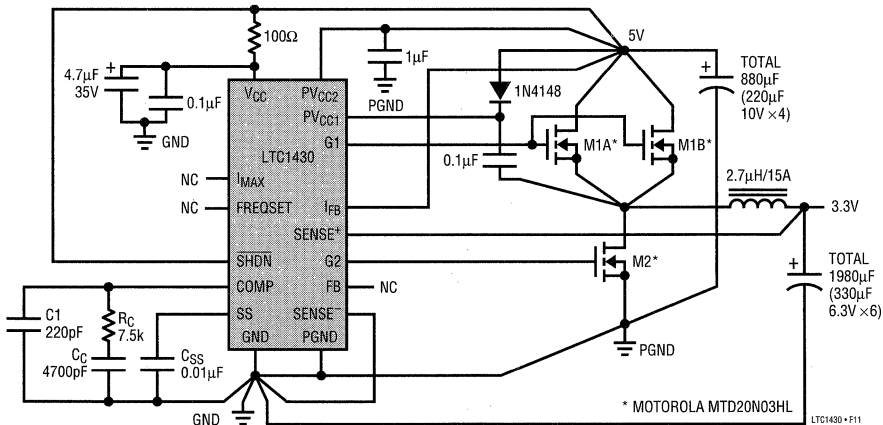 100Ω
5V
4.7μF
35V
+
0.1μF
1μF
PGND
GND
VCC
PVCC2
PVCC1
G1
LTC1430
1N4148
0.1μF
M1A*
M1B*
+
TOTAL
880μF
(220μF
10V ×4)
NC
IMAX
NC
FREQSET
IFB
SENSE+
2.7μH/15A
3.3V
SHDN
G2
M2*
COMP
FB
NC
SS
SENSE–
GND
PGND
+
TOTAL
1980μF
(330μF
6.3V ×6)
C1
220pF
RC
7.5k
CC
4700pF
CSS
0.01μF
PGND
GND
* MOTOROLA MTD20N03HL
LTC1430 • F11